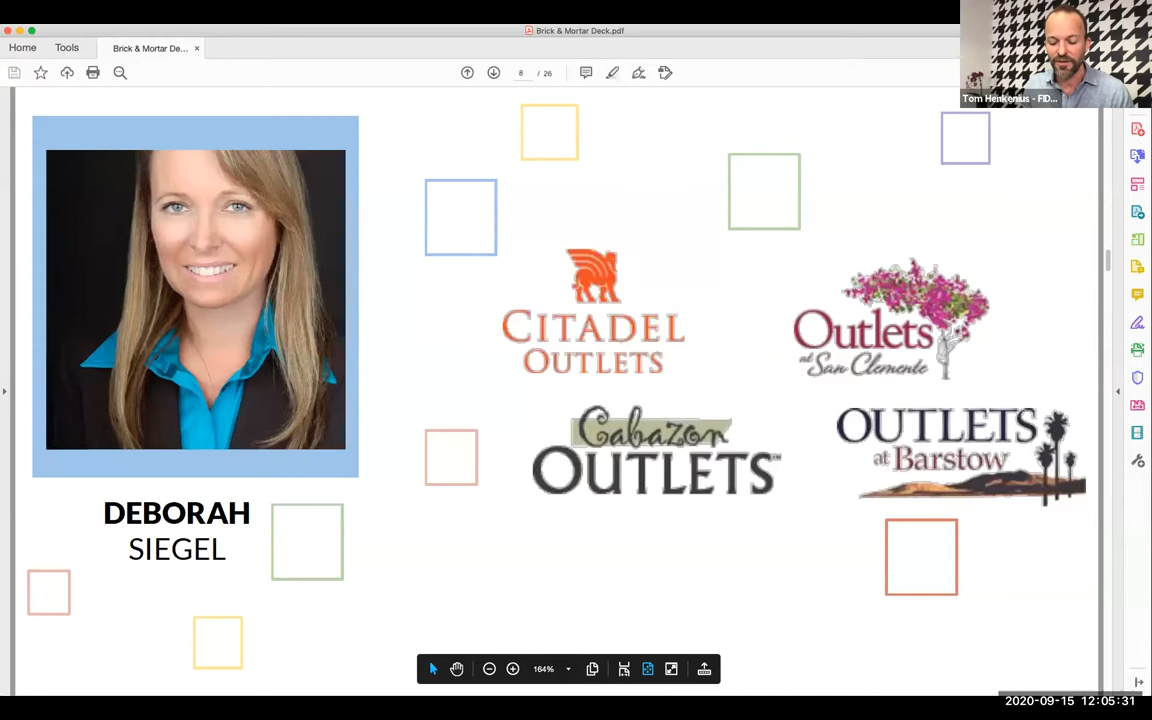 Brick & Mortar Deck.pdf
Home
Tools
Brick & Mortar De... ×
8 / 26
Tom Henkenius - FID...
CITADEL
OUTLETS
Outlets
at San Clemente
Cabazon
OUTLETS
OUTLETS
at Barstow
DEBORAH
SIEGEL
164%
2020-09-15 12:05:31